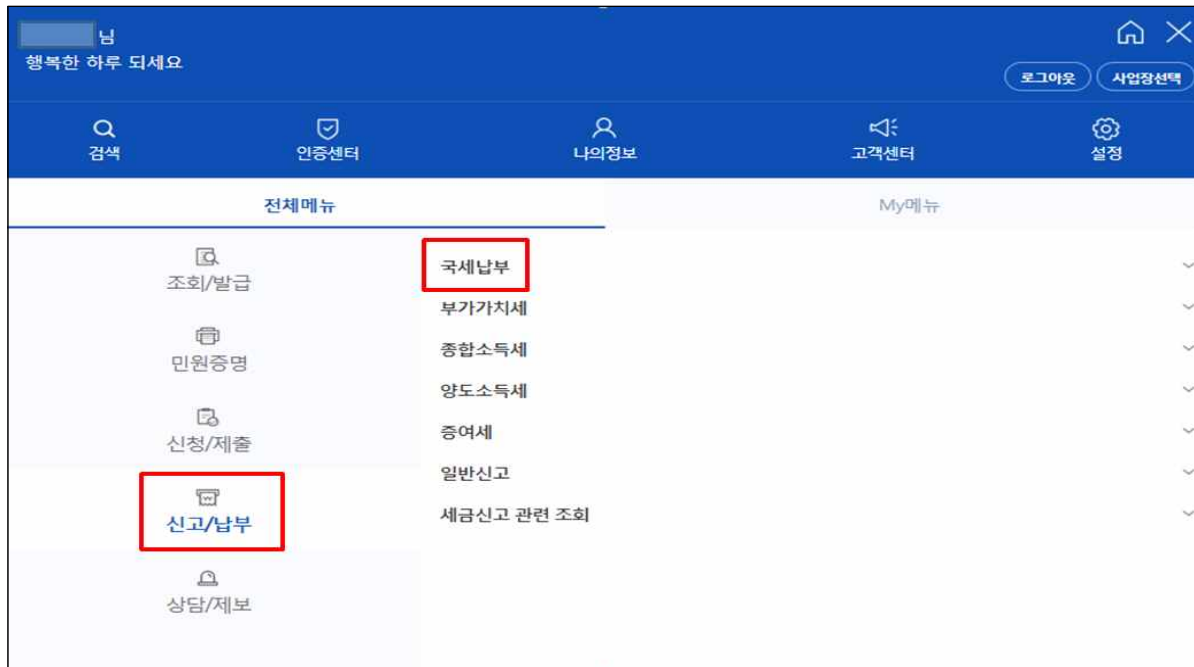 님
행복한 하루 되세요
로그아웃 사업장선택
검색 인증센터 나의정보 고객센터 설정
전체메뉴 My메뉴
조회/발급
민원증명
신청/제출
신고/납부
상담/제보
국세납부
부가가치세
종합소득세
양도소득세
증여세
일반신고
세금신고 관련 조회